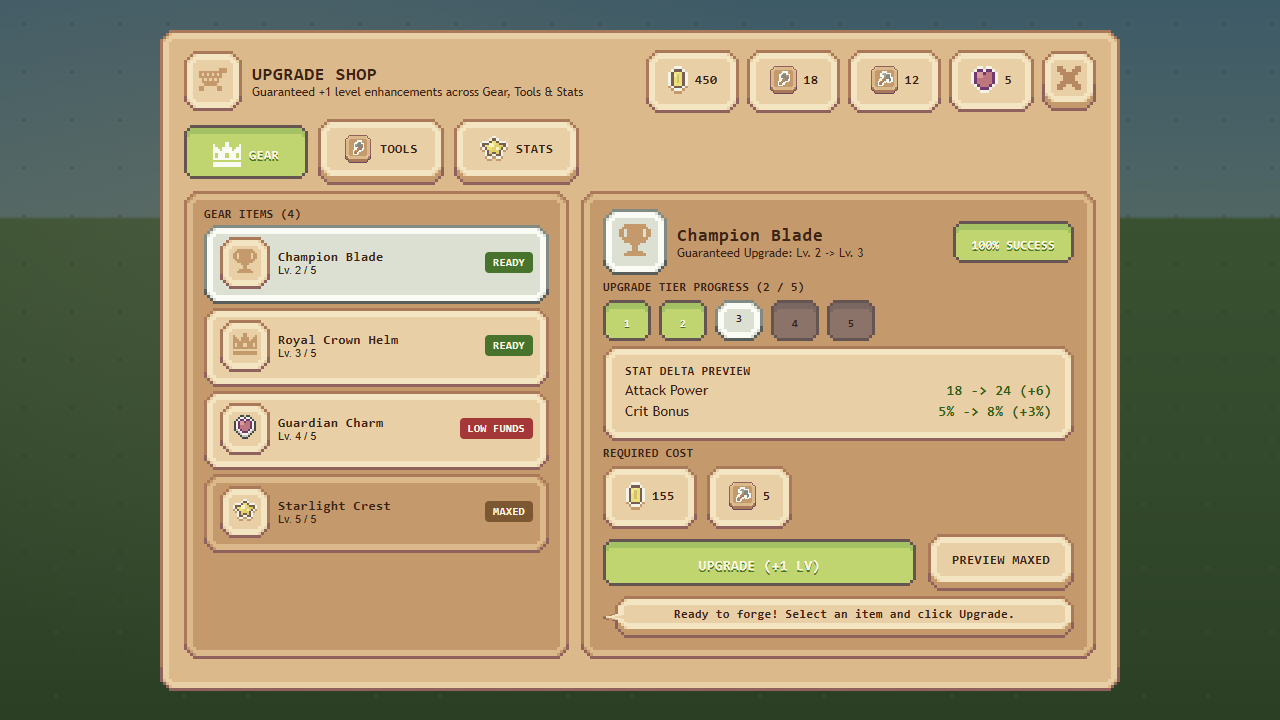 UPGRADE SHOP
Guaranteed +1 level enhancements across Gear, Tools & Stats
450
18
12
5
GEAR
TOOLS
STATS
GEAR ITEMS (4)
Champion Blade
Lv. 2 / 5
READY
Royal Crown Helm
Lv. 3 / 5
READY
Guardian Charm
Lv. 4 / 5
LOW FUNDS
Starlight Crest
Lv. 5 / 5
MAXED
Champion Blade
Guaranteed Upgrade: Lv. 2 -> Lv. 3
100% SUCCESS
UPGRADE TIER PROGRESS (2 / 5)
1
2
3
4
5
STAT DELTA PREVIEW
Attack Power
18 -> 24 (+6)
Crit Bonus
5% -> 8% (+3%)
REQUIRED COST
155
5
UPGRADE (+1 LV)
PREVIEW MAXED
Ready to forge! Select an item and click Upgrade.